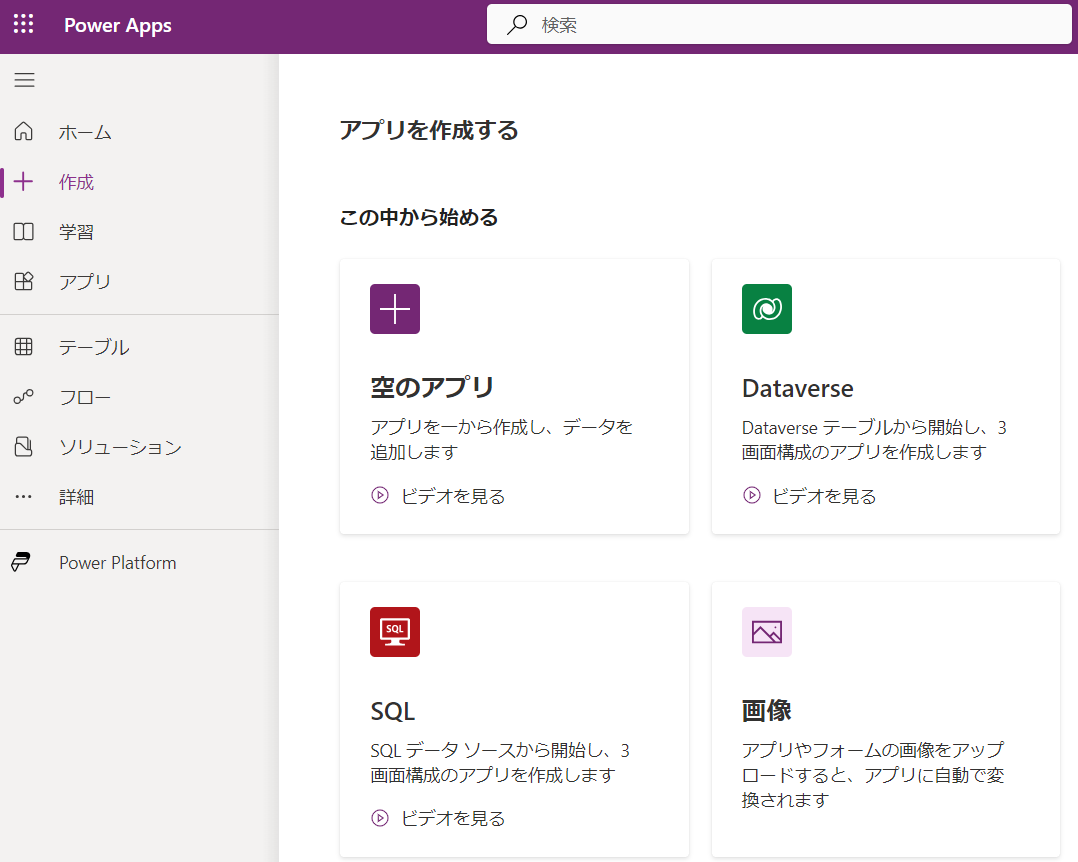 Power Apps
検索
ホーム
作成
学習
アプリ
テーブル
フロー
ソリューション
詳細
Power Platform
アプリを作成する
この中から始める
空のアプリ
アプリを一から作成し、データを
追加します
ビデオを見る
Dataverse
Dataverse テーブルから開始し、3
画面構成のアプリを作成します
ビデオを見る
SQL
SQL
SQL データ ソースから開始し、3
画面構成のアプリを作成します
ビデオを見る
画像
アプリやフォームの画像をアップ
ロードすると、アプリに自動で変
換されます